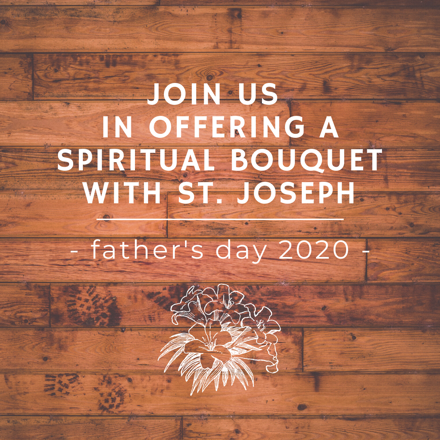 JOIN US
IN OFFERING A
SPIRITUAL BOUQUET
WITH ST. JOSEPH
- father's day 2020 -